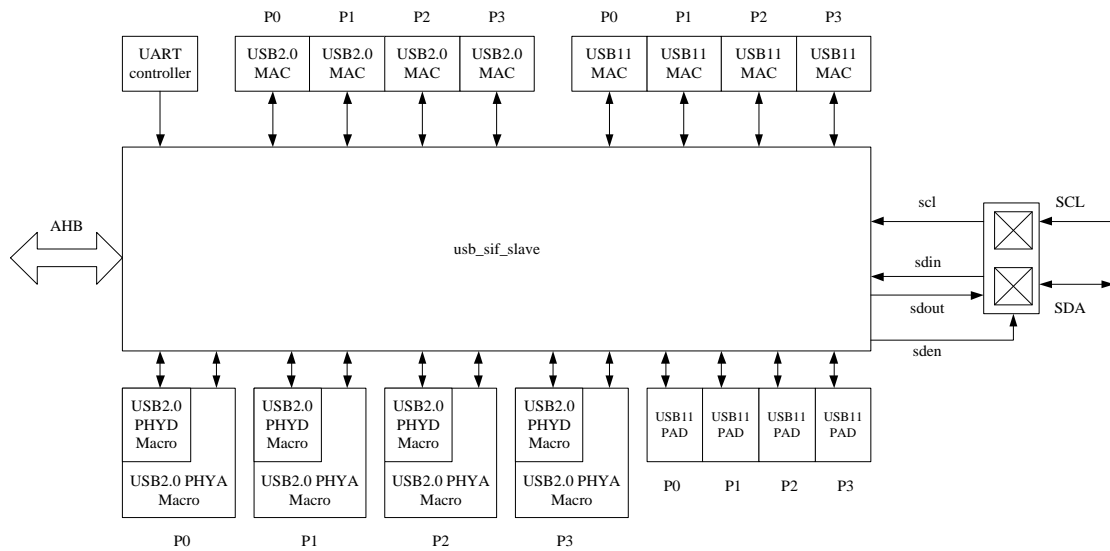 P0
P1
P2
P3
P0
P1
P2
P3
UART
controller
USB2.0
MAC
USB2.0
MAC
USB2.0
MAC
USB2.0
MAC
USB11
MAC
USB11
MAC
USB11
MAC
USB11
MAC
AHB
usb_sif_slave
scl
SCL
sdin
sdout
SDA
sden
USB2.0
PHYD
Macro
USB2.0 PHYA
Macro
USB2.0
PHYD
Macro
USB2.0 PHYA
Macro
USB2.0
PHYD
Macro
USB2.0 PHYA
Macro
USB2.0
PHYD
Macro
USB2.0 PHYA
Macro
USB11
PAD
USB11
PAD
USB11
PAD
USB11
PAD
P0
P1
P2
P3
P0
P1
P2
P3